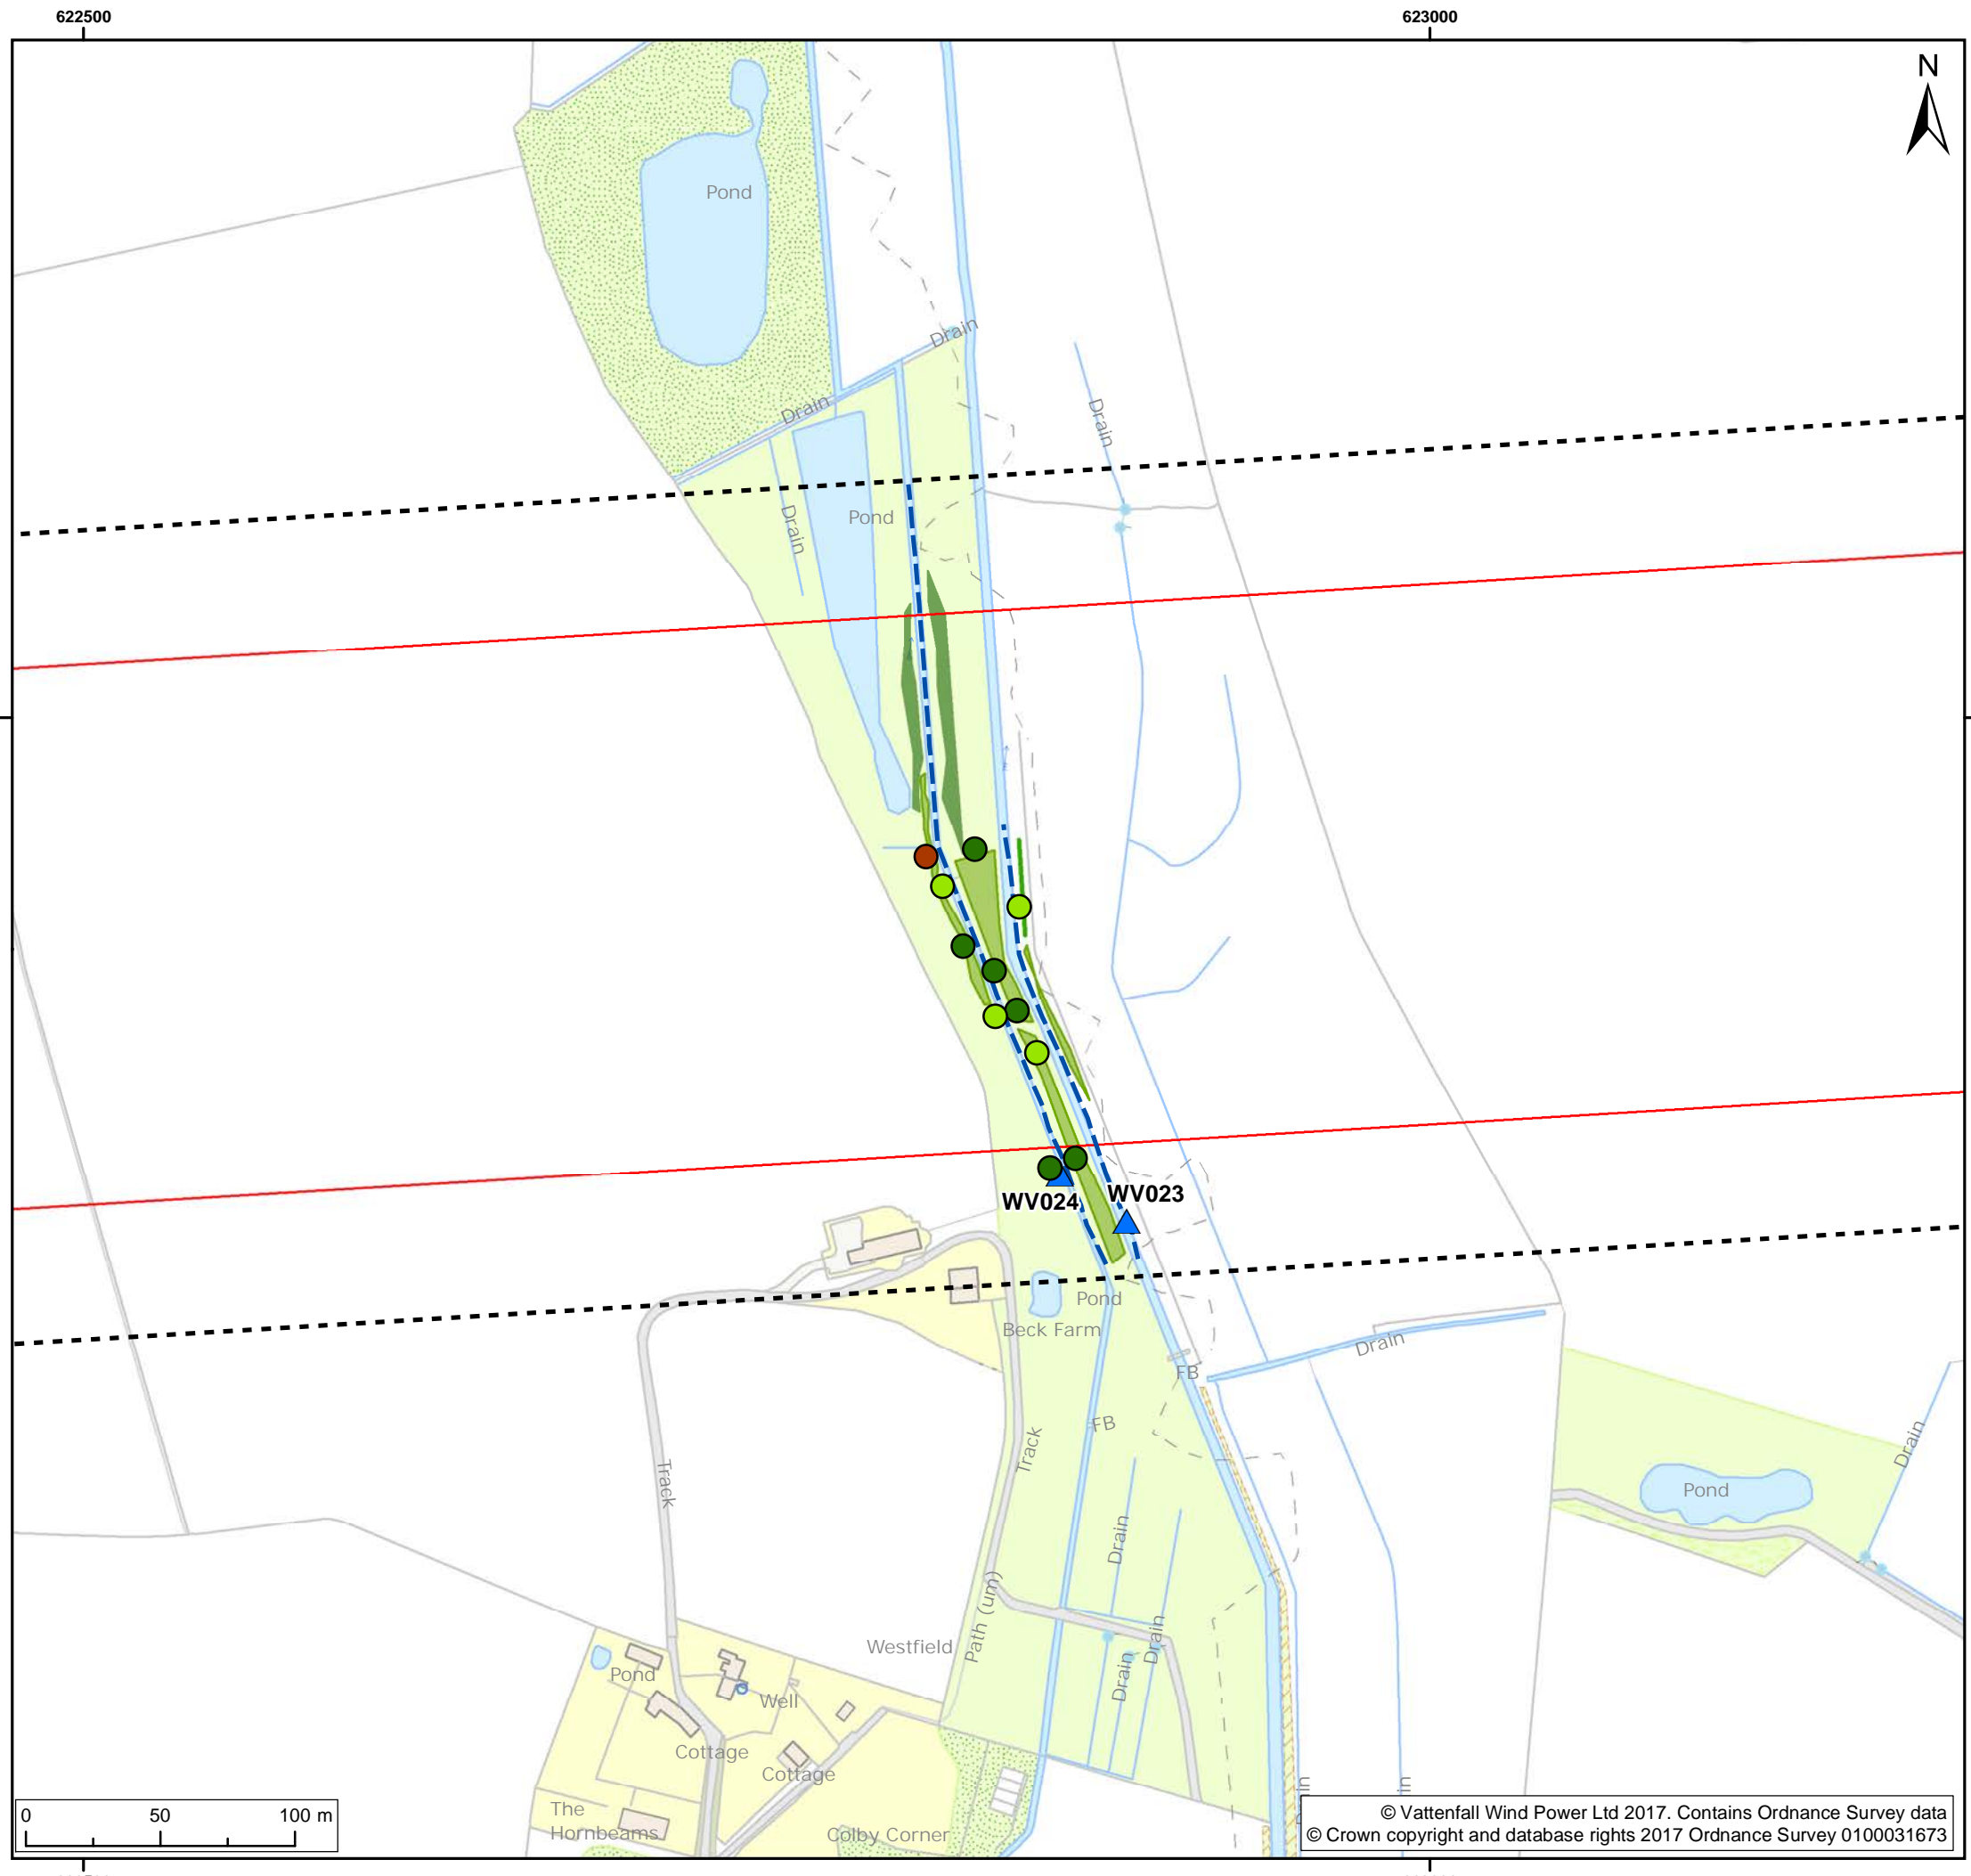 622500
623000
N
Pond
Drain
Drain
Drain
Pond
Drain
WV024
WV023
Pond
Beck Farm
FB
Drain
FB
Track
Track
Drain
Pond
Drain
Path (um)
Drain
Drain
Westfield
Pond
Well
Cottage
Cottage
The
Hornbeams
Colby Corner
0 50 100 m
© Vattenfall Wind Power Ltd 2017. Contains Ordnance Survey data
© Crown copyright and database rights 2017 Ordnance Survey 0100031673